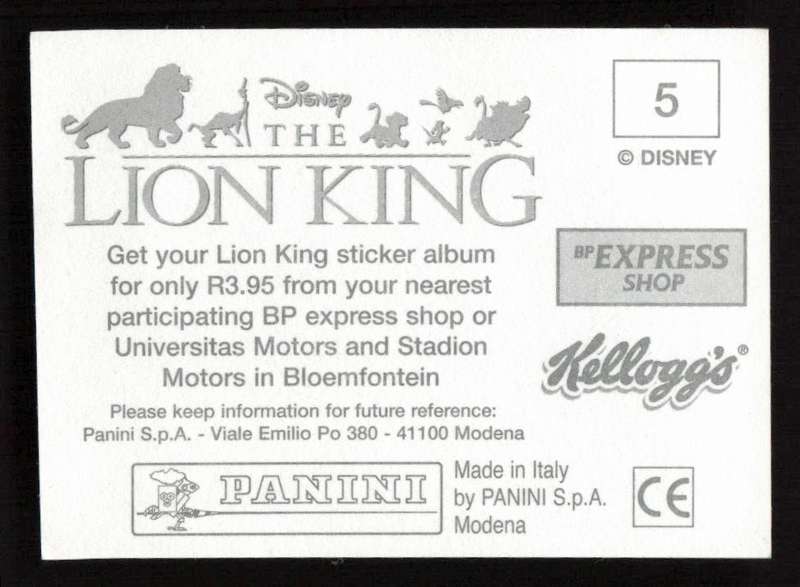 Disney
THE
LION KING
5
© DISNEY
Get your Lion King sticker album
for only R3.95 from your nearest
participating BP express shop or
Universitas Motors and Stadion
Motors in Bloemfontein
BP EXPRESS
SHOP
Kellogg's®
Please keep information for future reference:
Panini S.p.A. - Viale Emilio Po 380 - 41100 Modena
PANINI
Made in Italy
by PANINI S.p.A.
Modena
CE